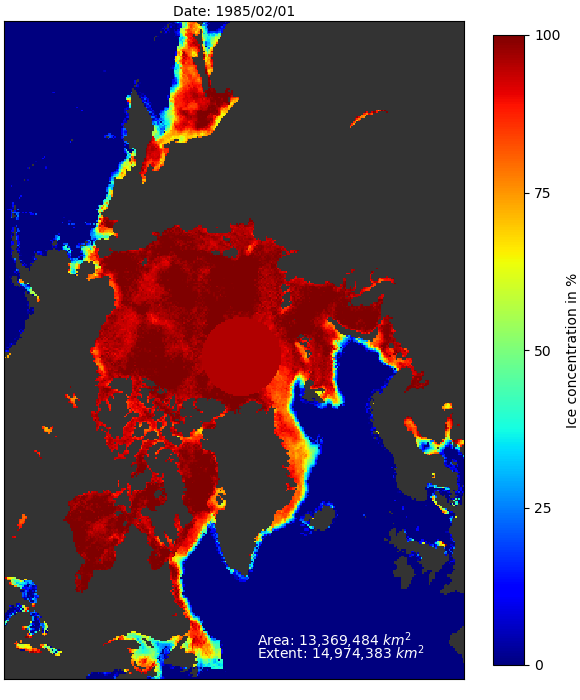 Date: 1985/02/01
100
75
50
25
0
Ice concentration in %
Area: 13,369,484 km²
Extent: 14,974,383 km²